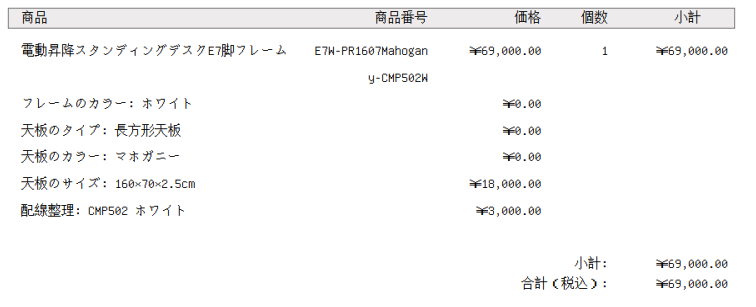 商品 商品番号 価格 個数 小計
電動昇降スタンディングデスクE7脚フレーム E7W-PR1607Mahogan ¥69,000.00 1 ¥69,000.00
y-CMP502W
フレームのカラー: ホワイト ¥0.00
天板のタイプ: 長方形天板 ¥0.00
天板のカラー: マホガニー ¥0.00
天板のサイズ: 160×70×2.5cm ¥18,000.00
配線整理: CMP502 ホワイト ¥3,000.00
小計: ¥69,000.00
合計(税込): ¥69,000.00